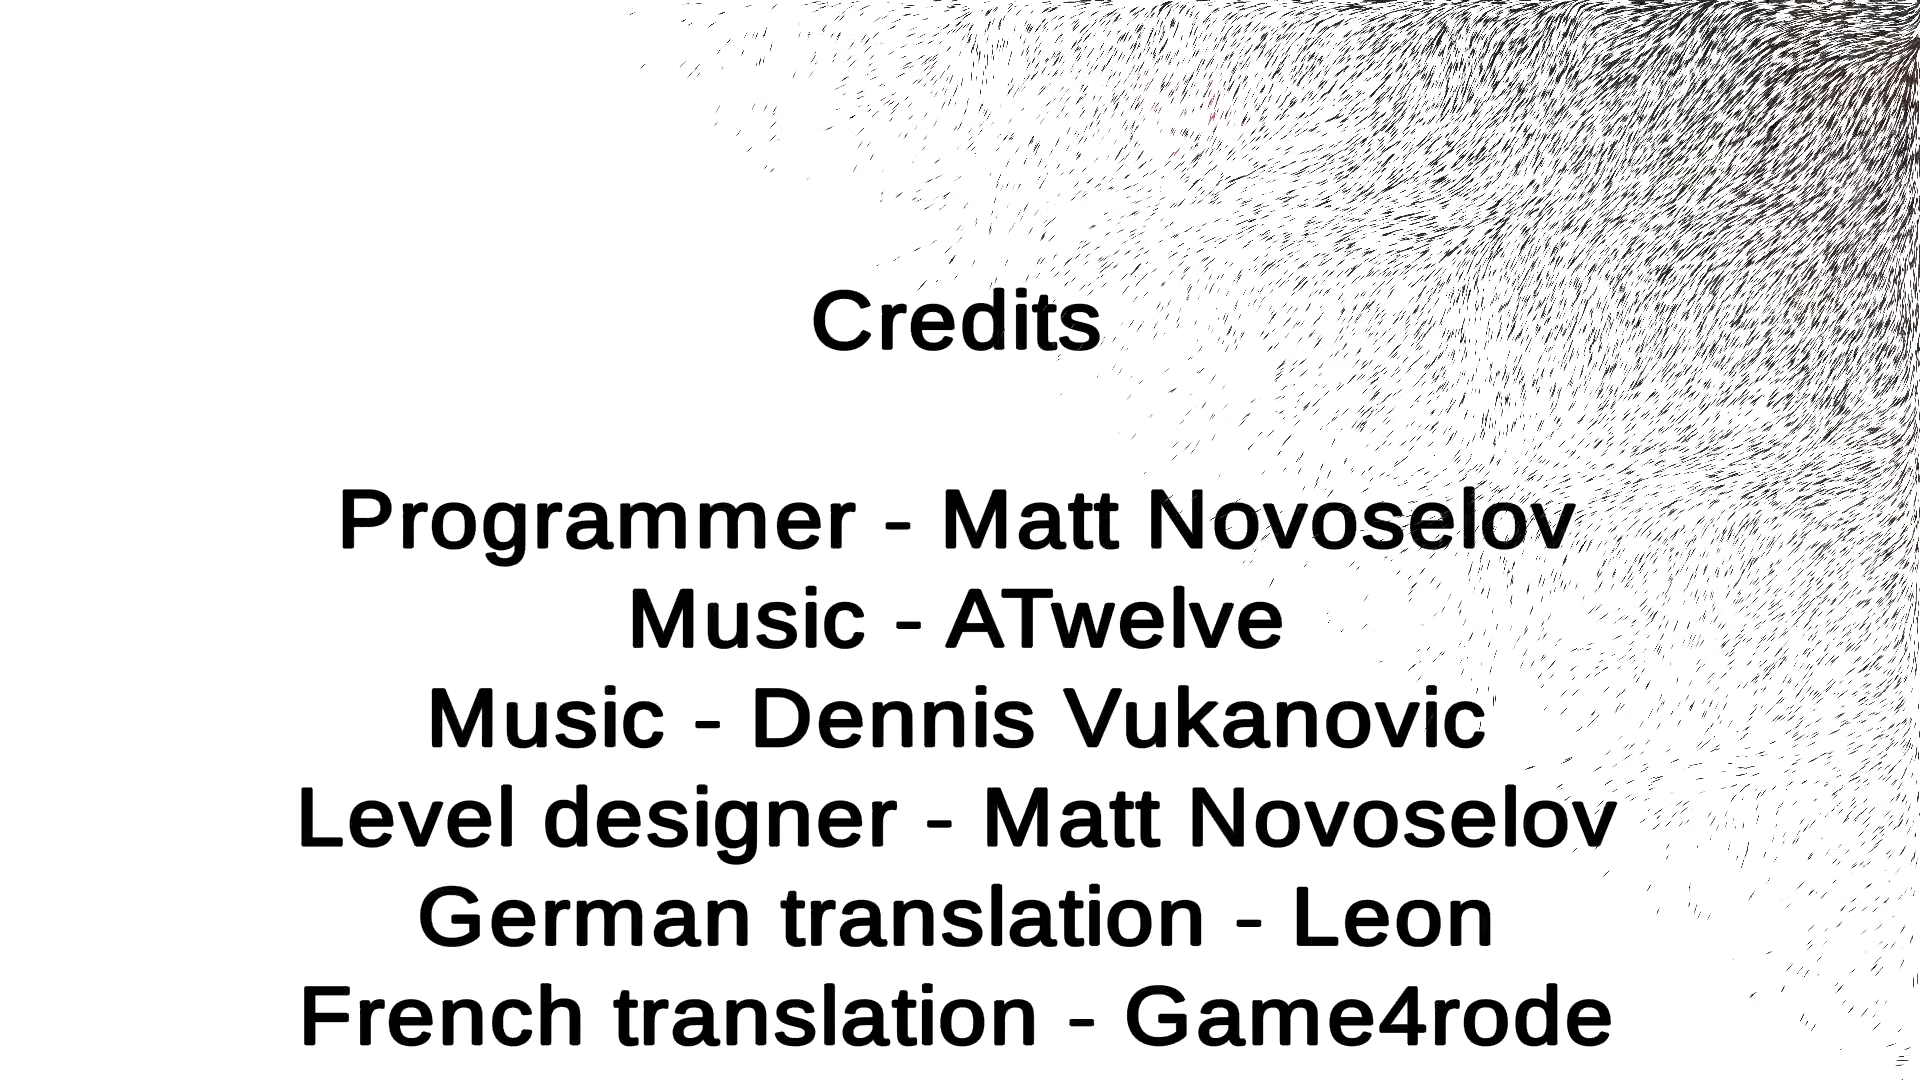 Credits
Programmer - Matt Novoselov
Music - ATwelve
Music - Dennis Vukanovic
Level designer - Matt Novoselov
German translation - Leon
French translation - Game4rode